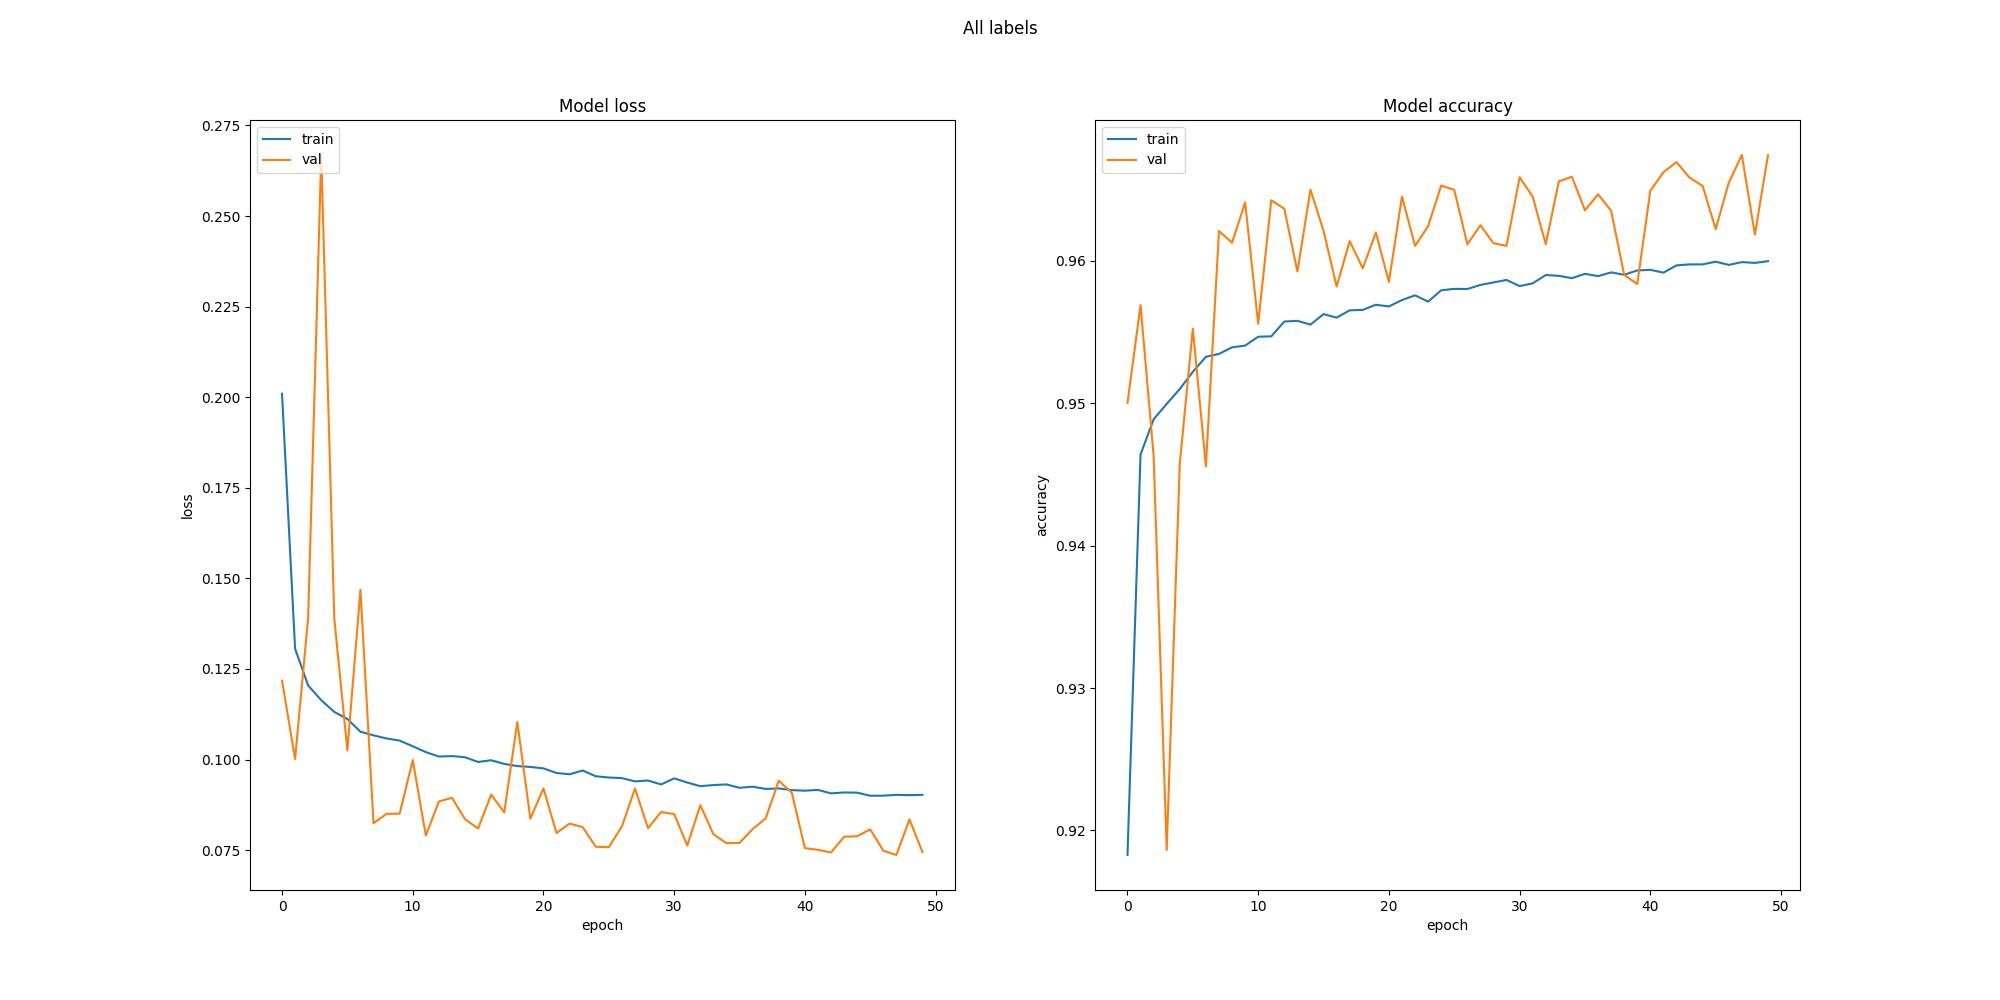 All labels
Model loss
train
val
0.275
0.250
0.225
0.200
0.175
0.150
0.125
0.100
0.075
loss
0 10 20 30 40 50
epoch
Model accuracy
train
val
0.96
0.95
0.94
0.93
0.92
accuracy
0 10 20 30 40 50
epoch